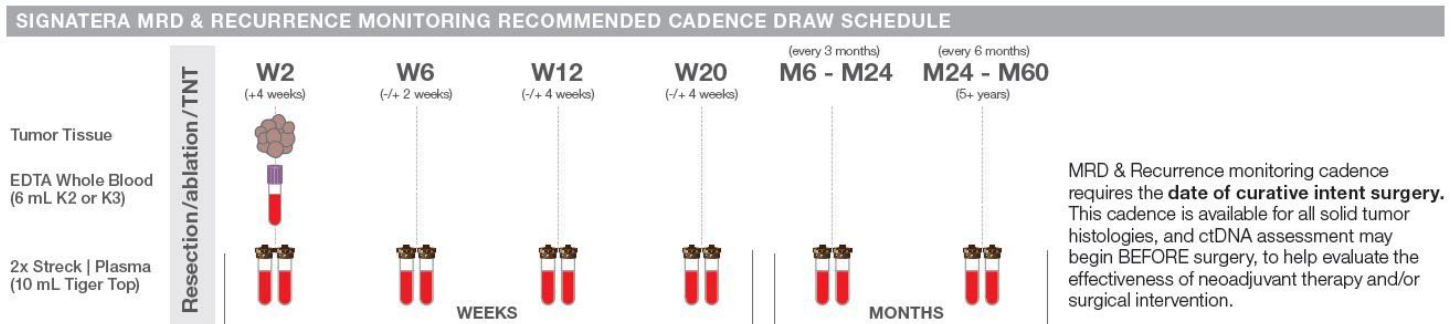 SIGNATERA MRD & RECURRENCE MONITORING RECOMMENDED CADENCE DRAW SCHEDULE
Resection/ablation/TNT
W2
(+4 weeks)
W6
(-/+ 2 weeks)
W12
(-/+ 4 weeks)
W20
(-/+ 4 weeks)
(every 3 months)
M6 - M24
(every 6 months)
M24 - M60
(5+ years)
Tumor Tissue
EDTA Whole Blood
(6 mL K2 or K3)
2x Streck | Plasma
(10 mL Tiger Top)
WEEKS
MONTHS
MRD & Recurrence monitoring cadence
requires the date of curative intent surgery.
This cadence is available for all solid tumor
histologies, and ctDNA assessment may
begin BEFORE surgery, to help evaluate the
effectiveness of neoadjuvant therapy and/or
surgical intervention.